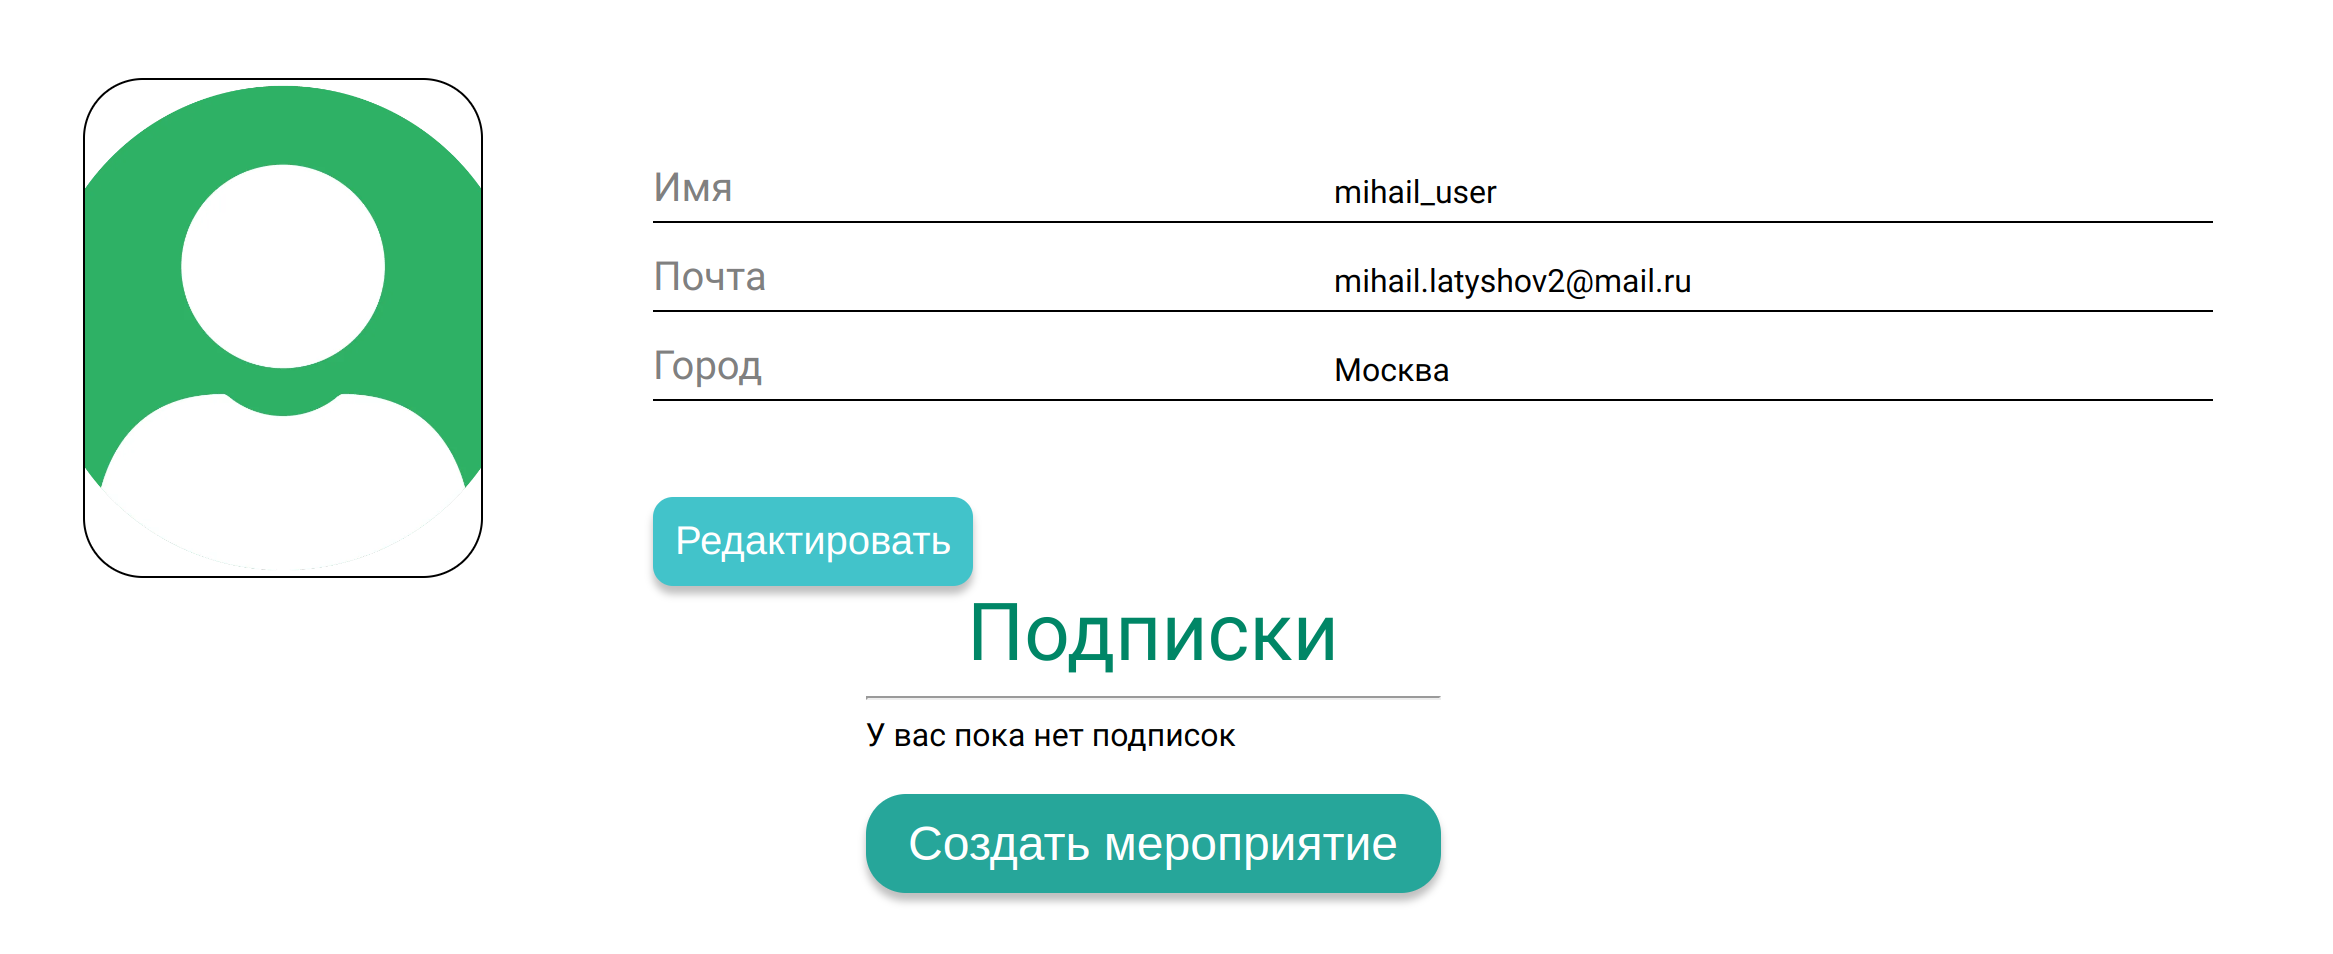 Имя mihail_user
Почта mihail.latyshov2@mail.ru
Город Москва
Редактировать
Подписки
У вас пока нет подписок
Создать мероприятие